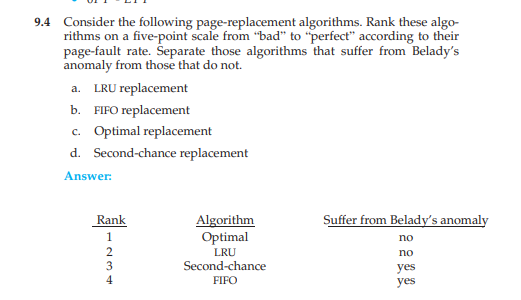 9.4 Consider the following page-replacement algorithms. Rank these algo-
rithms on a five-point scale from “bad” to “perfect” according to their
page-fault rate. Separate those algorithms that suffer from Belady’s
anomaly from those that do not.
a. LRU replacement
b. FIFO replacement
c. Optimal replacement
d. Second-chance replacement
Answer:
Rank Algorithm Suffer from Belady’s anomaly
1 Optimal no
2 LRU no
3 Second-chance yes
4 FIFO yes